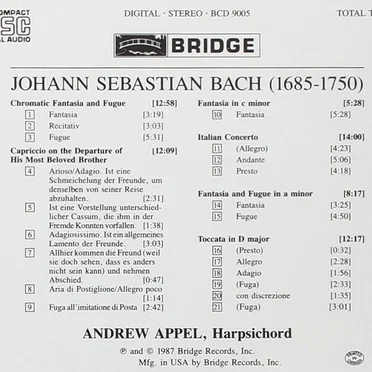 COMPACT
DISC
DIGITAL AUDIO
DIGITAL - STEREO - BCD 9005
TOTAL T
BRIDGE
JOHANN SEBASTIAN BACH (1685-1750)
Chromatic Fantasia and Fugue [12:58]
1 Fantasia [3:19]
2 Recitativ [3:03]
3 Fugue [5:31]
Capriccio on the Departure of
His Most Beloved Brother [12:09]
4 Arioso/Adagio. Ist eine
Schmeichelung der Freunde, um
denselben von seiner Reise
abzuhalten. [2:31]
5 Ist eine Vorstellung unterschied-
licher Cassum, die ihm in der
Fremde Konnten vorfallen. [1:38]
6 Adagiosissimo. Ist ein allgemeines
Lamento der Freunde. [3:03]
7 Allhier kommen die Freund (weil
sie doch sehen, dass es anders
nicht sein kann) und nehmen
Abschied. [0:47]
8 Aria di Postiglione/Allegro poco
[1:14]
9 Fuga all'imitatione di Posta [2:42]
Fantasia in c minor [5:28]
10 Fantasia [5:28]
Italian Concerto [14:00]
11 (Allegro) [4:23]
12 Andante [5:06]
13 Presto [4:18]
Fantasia and Fugue in a minor [8:17]
14 Fantasia [3:25]
15 Fugue [4:50]
Toccata in D major [12:17]
16 (Presto) [0:32]
17 Allegro [2:28]
18 Adagio [1:56]
19 (Fuga) [2:33]
20 con discrezione [1:35]
21 (Fuga) [3:01]
ANDREW APPEL, Harpsichord
℗ and © 1987 Bridge Records, Inc.
Mfg. in USA by Bridge Records, Inc.